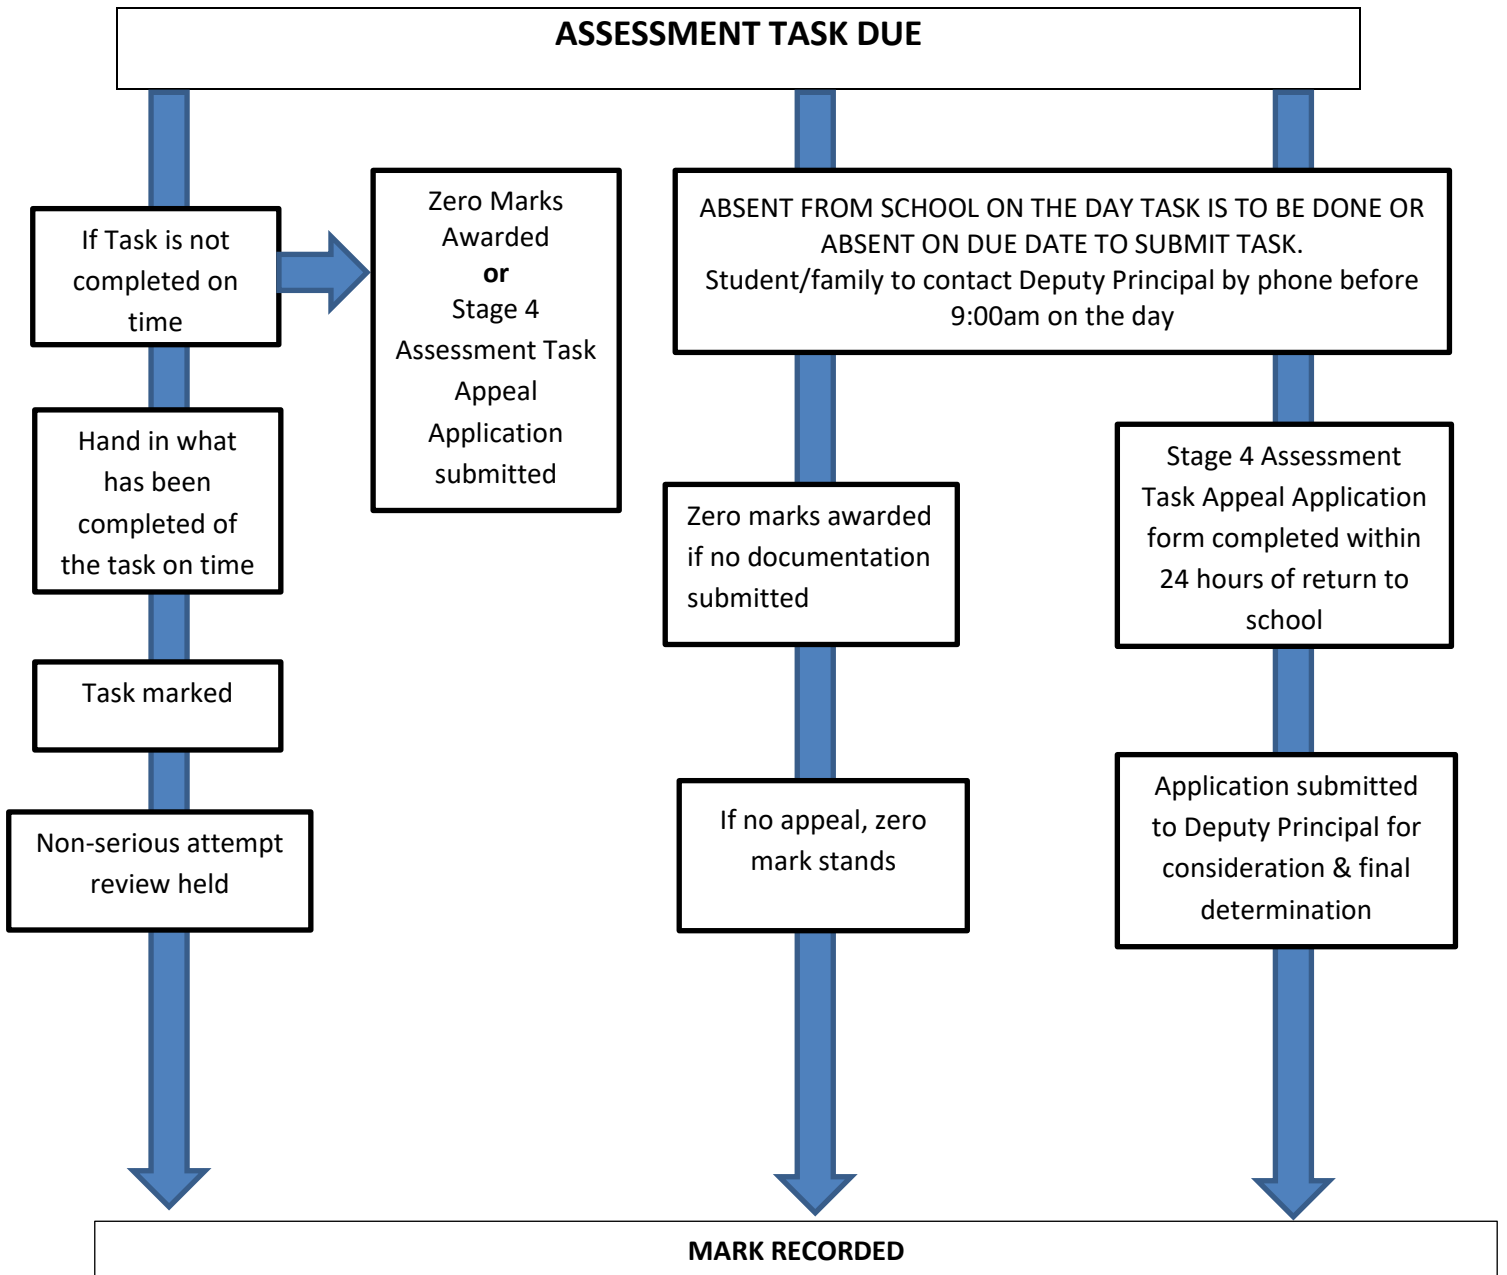 ASSESSMENT TASK DUE
If Task is not
completed on
time
Zero Marks
Awarded
or
Stage 4
Assessment Task
Appeal
Application
submitted
ABSENT FROM SCHOOL ON THE DAY TASK IS TO BE DONE OR
ABSENT ON DUE DATE TO SUBMIT TASK.
Student/family to contact Deputy Principal by phone before
9:00am on the day
Hand in what
has been
completed of
the task on time
Zero marks awarded
if no documentation
submitted
Stage 4 Assessment
Task Appeal Application
form completed within
24 hours of return to
school
Task marked
Non-serious attempt
review held
If no appeal, zero
mark stands
Application submitted
to Deputy Principal for
consideration & final
determination
MARK RECORDED